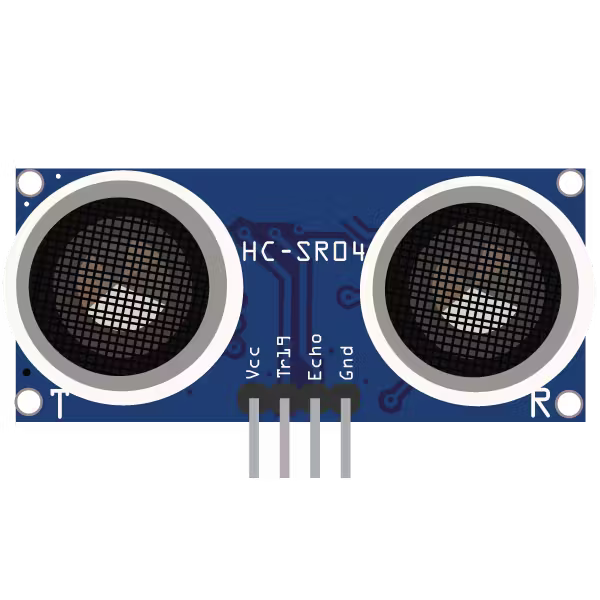 HC-SR04
Vcc
Trig
Echo
Gnd
T
R